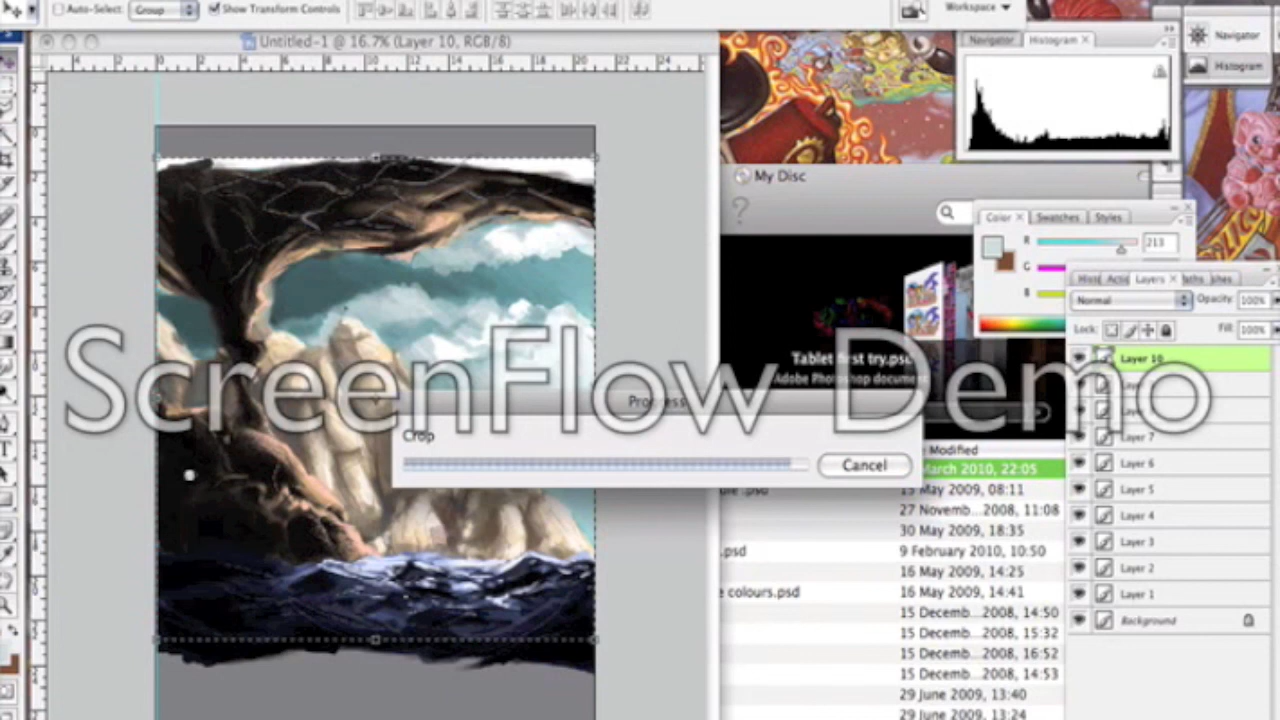 Auto-Select: Group Show Transform Controls
Workspace
Untitled-1 @ 16.7% (Layer 10, RGB/8)
Navigator Histogram
Navigator
Histogram
My Disc
?
Color Swatches Styles
R 213
G
B
Layers
Normal Opacity: 100%
Lock: Fill: 100%
Tablet first try.psd
Adobe Photoshop document
ScreenFlow Demo
Progress
Crop
Cancel
Layer 10
Layer 7
Layer 6
Layer 5
Layer 4
Layer 3
Layer 2
Layer 1
Background
Modified
March 2010, 22:05
15 May 2009, 08:11
27 Novemb...2008, 11:08
30 May 2009, 18:35
.psd 9 February 2010, 10:50
16 May 2009, 14:25
colours.psd 16 May 2009, 14:41
15 Decemb...2008, 14:50
15 Decemb...2008, 15:32
15 Decemb...2008, 16:52
15 Decemb...2008, 14:53
29 June 2009, 13:40
29 June 2009, 13:24